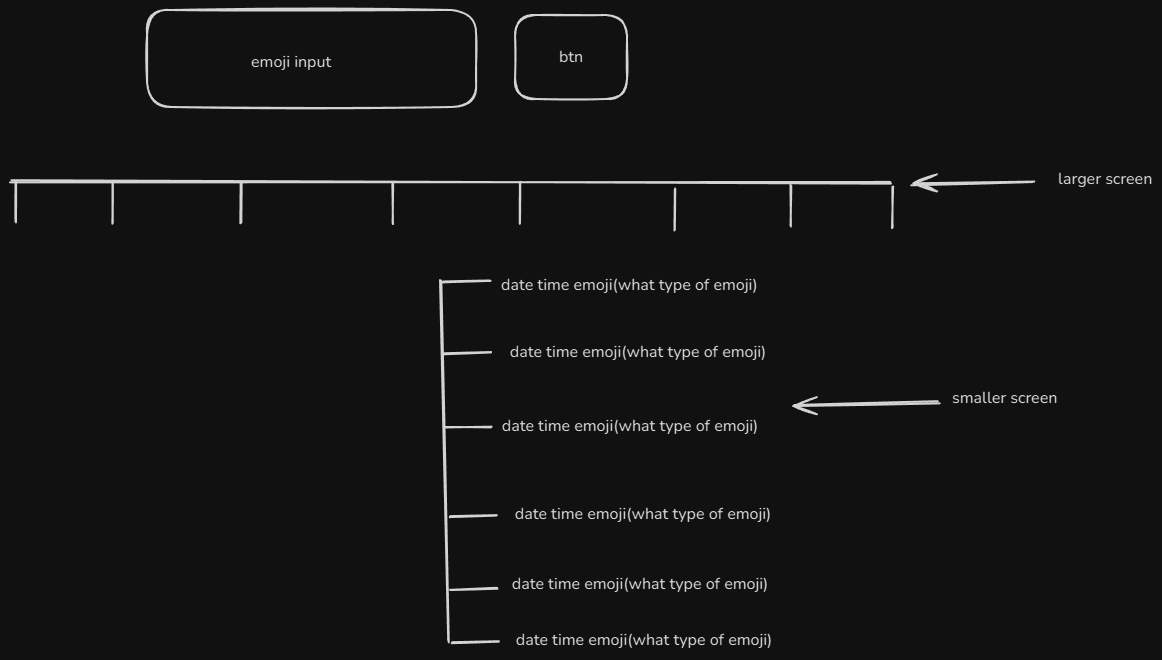 emoji input
btn
larger screen
date time emoji(what type of emoji)
date time emoji(what type of emoji)
smaller screen
date time emoji(what type of emoji)
date time emoji(what type of emoji)
date time emoji(what type of emoji)
date time emoji(what type of emoji)